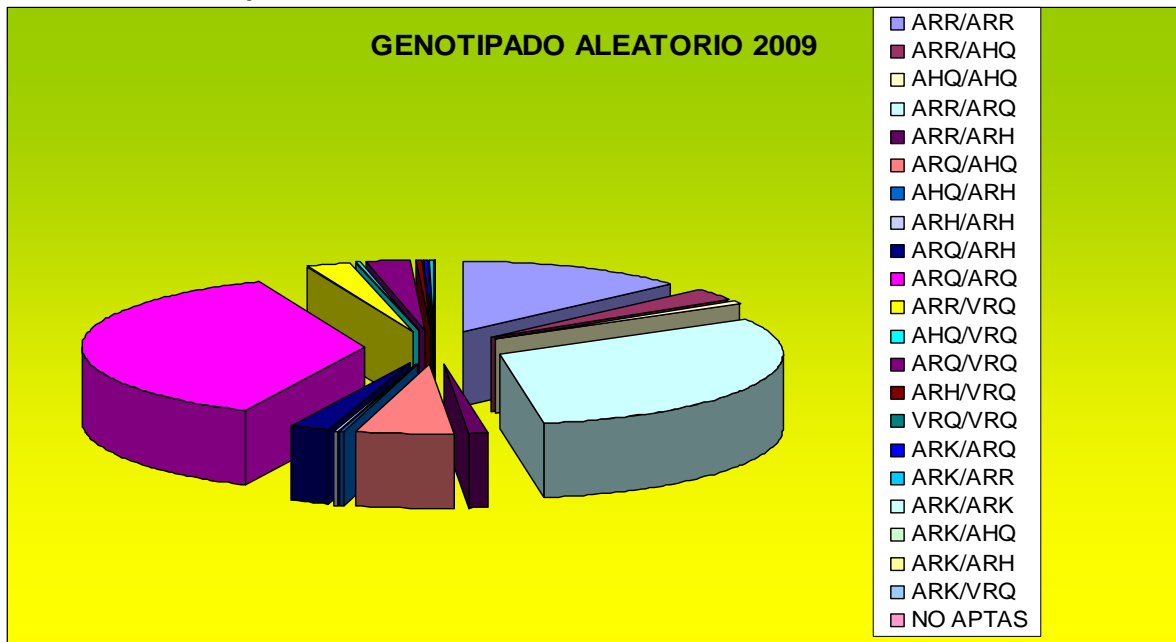 GENOTIPADO ALEATORIO 2009
ARR/ARR
ARR/AHQ
AHQ/AHQ
ARR/ARQ
ARR/ARH
ARQ/AHQ
AHQ/ARH
ARH/ARH
ARQ/ARH
ARQ/ARQ
ARR/VRQ
AHQ/VRQ
ARQ/VRQ
ARH/VRQ
VRQ/VRQ
ARK/ARQ
ARK/ARR
ARK/ARK
ARK/AHQ
ARK/ARH
ARK/VRQ
NO APTAS